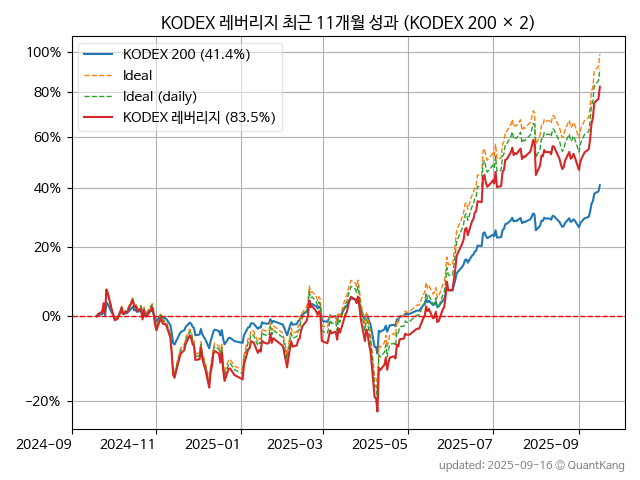 KODEX 레버리지 최근 11개월 성과 (KODEX 200 × 2)
KODEX 200 (41.4%)
Ideal
Ideal (daily)
KODEX 레버리지 (83.5%)
100%
80%
60%
40%
20%
0%
−20%
2024-09
2024-11
2025-01
2025-03
2025-05
2025-07
2025-09
updated: 2025-09-16 © QuantKang